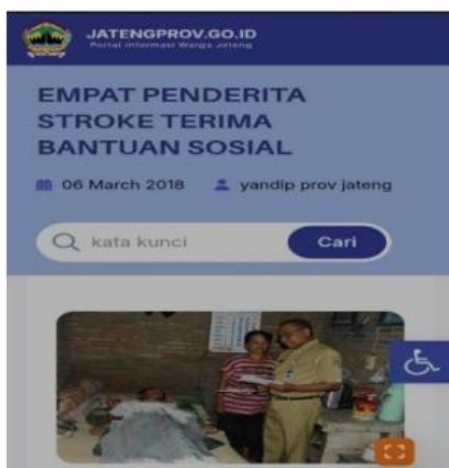 JATENGPROV.GO.ID
Portal Informasi Warga Jateng
EMPAT PENDERITA
STROKE TERIMA
BANTUAN SOSIAL
06 March 2018 yandip prov jateng
kata kunci Cari